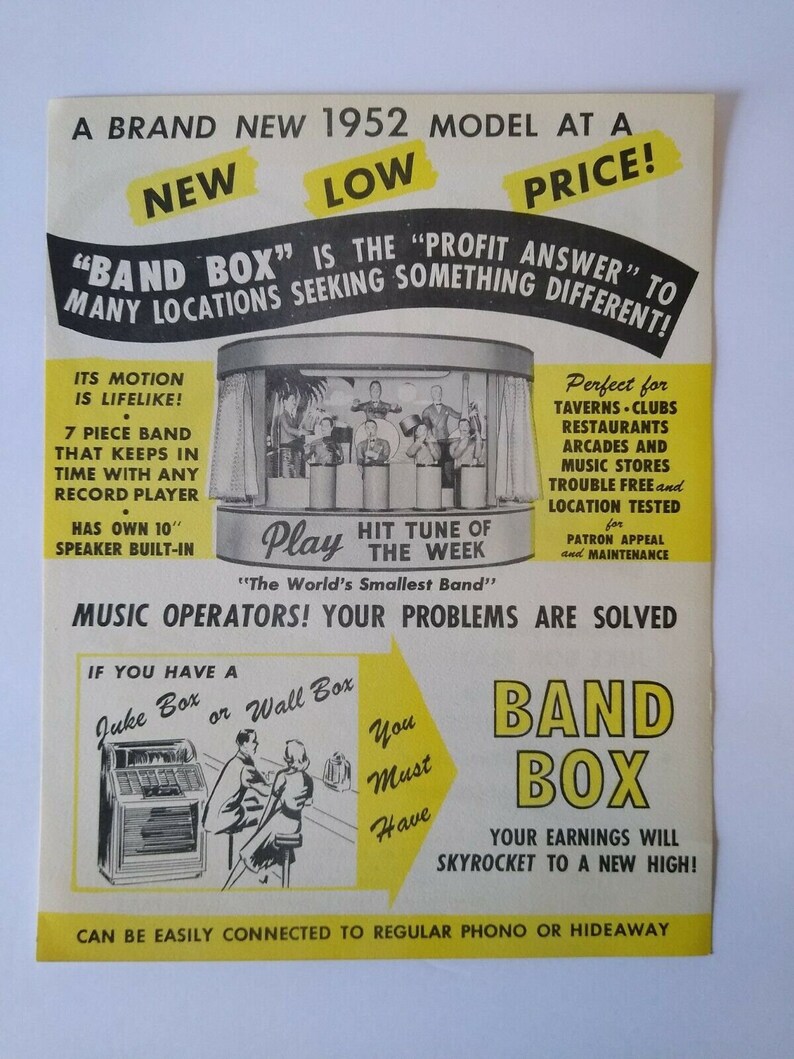 A BRAND NEW 1952 MODEL AT A
NEW LOW PRICE!
"BAND BOX" IS THE "PROFIT ANSWER" TO
MANY LOCATIONS SEEKING SOMETHING DIFFERENT!
ITS MOTION
IS LIFELIKE!
•
7 PIECE BAND
THAT KEEPS IN
TIME WITH ANY
RECORD PLAYER
•
HAS OWN 10"
SPEAKER BUILT-IN
Play HIT TUNE OF
THE WEEK
Perfect for
TAVERNS • CLUBS
RESTAURANTS
ARCADES AND
MUSIC STORES
TROUBLE FREE and
LOCATION TESTED
for
PATRON APPEAL
and MAINTENANCE
"The World's Smallest Band"
MUSIC OPERATORS! YOUR PROBLEMS ARE SOLVED
IF YOU HAVE A
Juke Box or Wall Box
You
Must
Have
BAND
BOX
YOUR EARNINGS WILL
SKYROCKET TO A NEW HIGH!
CAN BE EASILY CONNECTED TO REGULAR PHONO OR HIDEAWAY